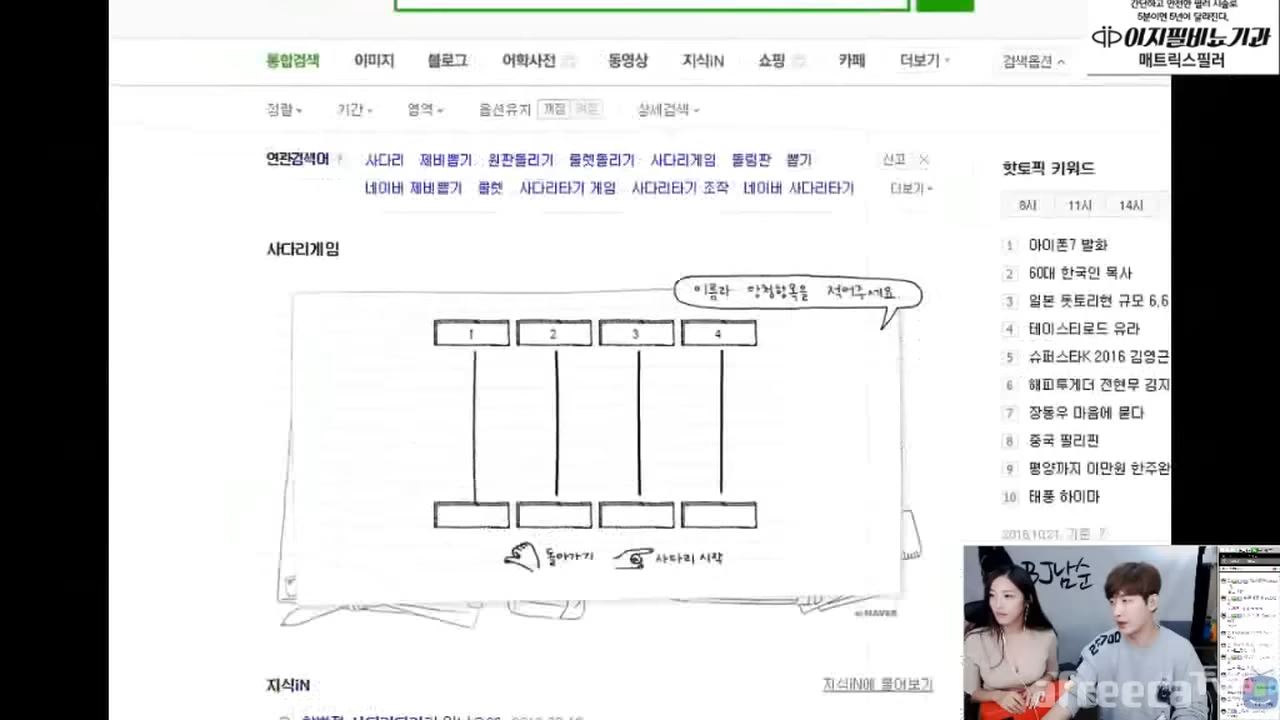 간단하고 안전한 필러 시술로
5분이면 5년이 달라진다.
이지필비뇨기과
매트릭스필러
통합검색 이미지 블로그 어학사전 동영상 지식iN 쇼핑 카페 더보기 검색옵션
정렬 기간 영역 옵션유지 꺼짐 켜짐 상세검색
연관검색어 ? 사다리 제비뽑기 원판돌리기 룰렛돌리기 사다리게임 돌림판 뽑기 신고
네이버 제비뽑기 룰렛 사다리타기 게임 사다리타기 조작 네이버 사다리타기 더보기
핫토픽 키워드
8시 11시 14시
사다리게임
이름과 당첨항목을 적어주세요.
1 2 3 4
돌아가기 사다리 시작
NAVER
1 아이폰7 발화
2 60대 한국인 목사
3 일본 돗토리현 규모 6,6
4 테이스티로드 유라
5 슈퍼스타K 2016 김영근
6 해피투게더 전현무 김지
7 장동우 마음에 묻다
8 중국 필리핀
9 평양까지 이만원 한주완
10 태풍 하이마
2016.10.21. 기준 ?
지식iN 지식iN에 물어보기
BJ남순
afreecaTV